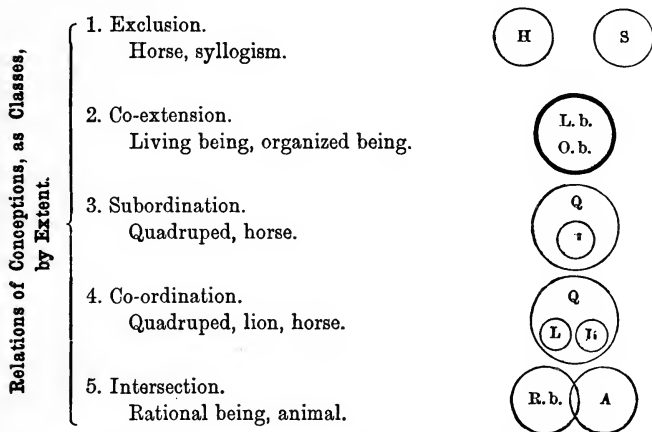 Relations of Conceptions, as Classes,
by Extent.
1. Exclusion.
Horse, syllogism.
H S
2. Co-extension.
Living being, organized being.
L. b.
O. b.
3. Subordination.
Quadruped, horse.
Q
4. Co-ordination.
Quadruped, lion, horse.
Q
L
5. Intersection.
Rational being, animal.
R. b. A